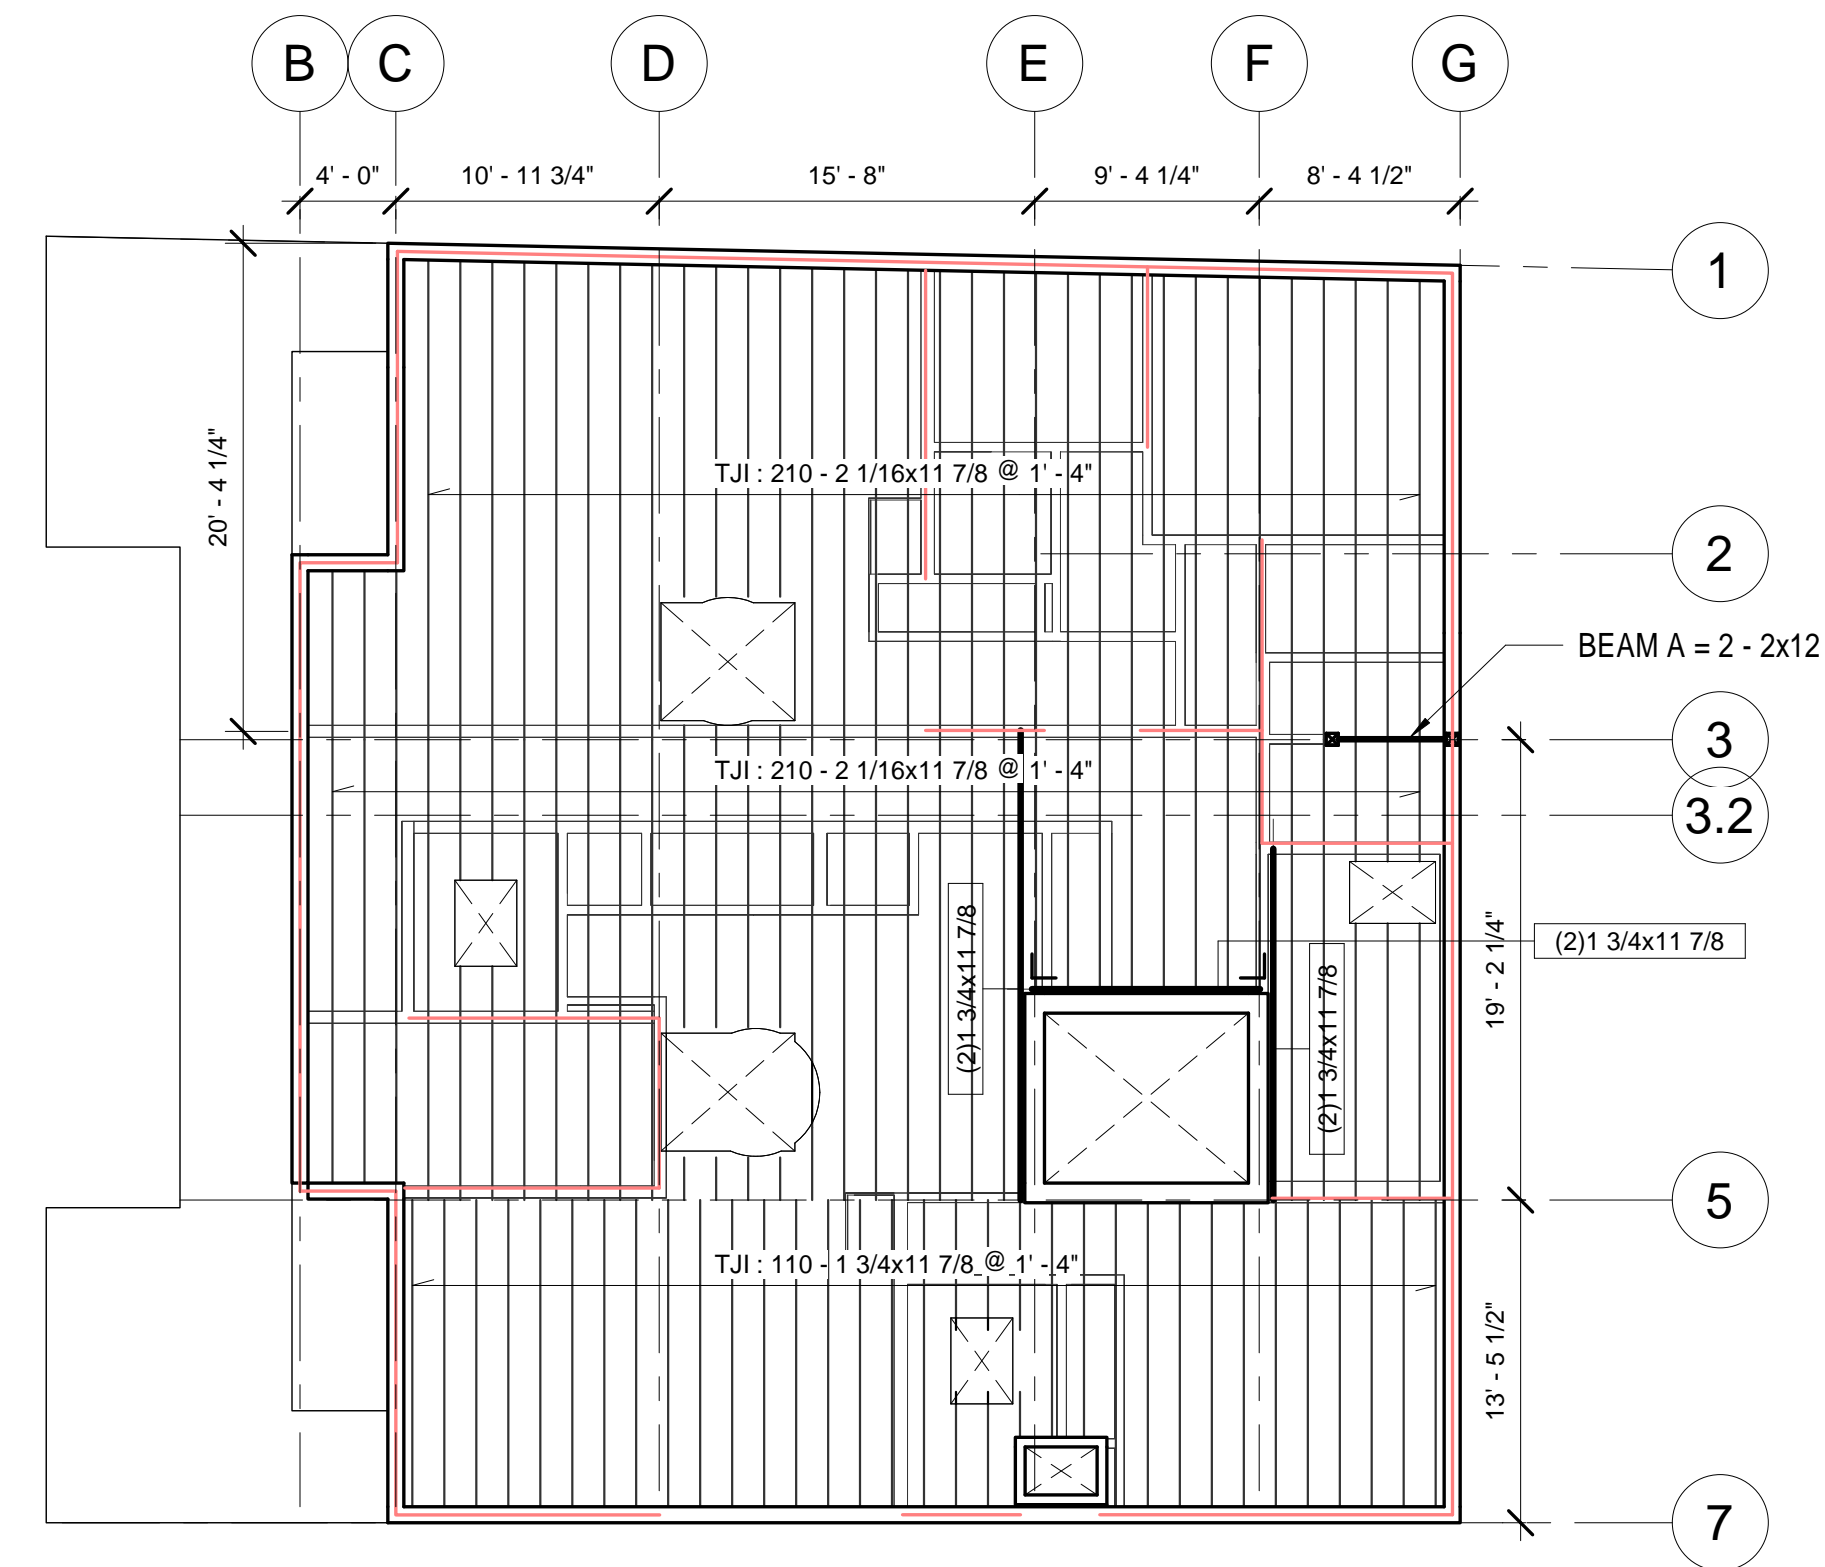 B C D E F G
4' - 0" 10' - 11 3/4" 15' - 8" 9' - 4 1/4" 8' - 4 1/2"
1
20' - 4 1/4"
TJI : 210 - 2 1/16x11 7/8 @ 1' - 4"
2
BEAM A = 2 - 2x12
3
TJI : 210 - 2 1/16x11 7/8 @ 1' - 4"
3.2
(2)1 3/4x11 7/8
(2)1 3/4x11 7/8
(2)1 3/4x11 7/8
19' - 2 1/4"
5
TJI : 110 - 1 3/4x11 7/8 @ 1' - 4"
13' - 5 1/2"
7